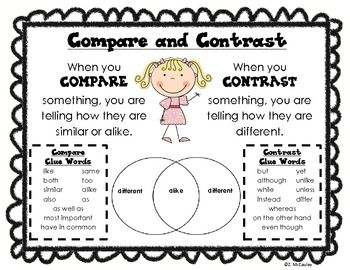 Compare and Contrast
When you
COMPARE
something, you are
telling how they are
similar or alike.
When you
CONTRAST
something, you are
telling how they are
different.
Compare
Clue Words
like same
both too
similar alike
also as
as well as
most important
have in common
different alike different
Contrast
Clue Words
but yet
although unlike
while unless
instead differ
whereas
on the other hand
even though